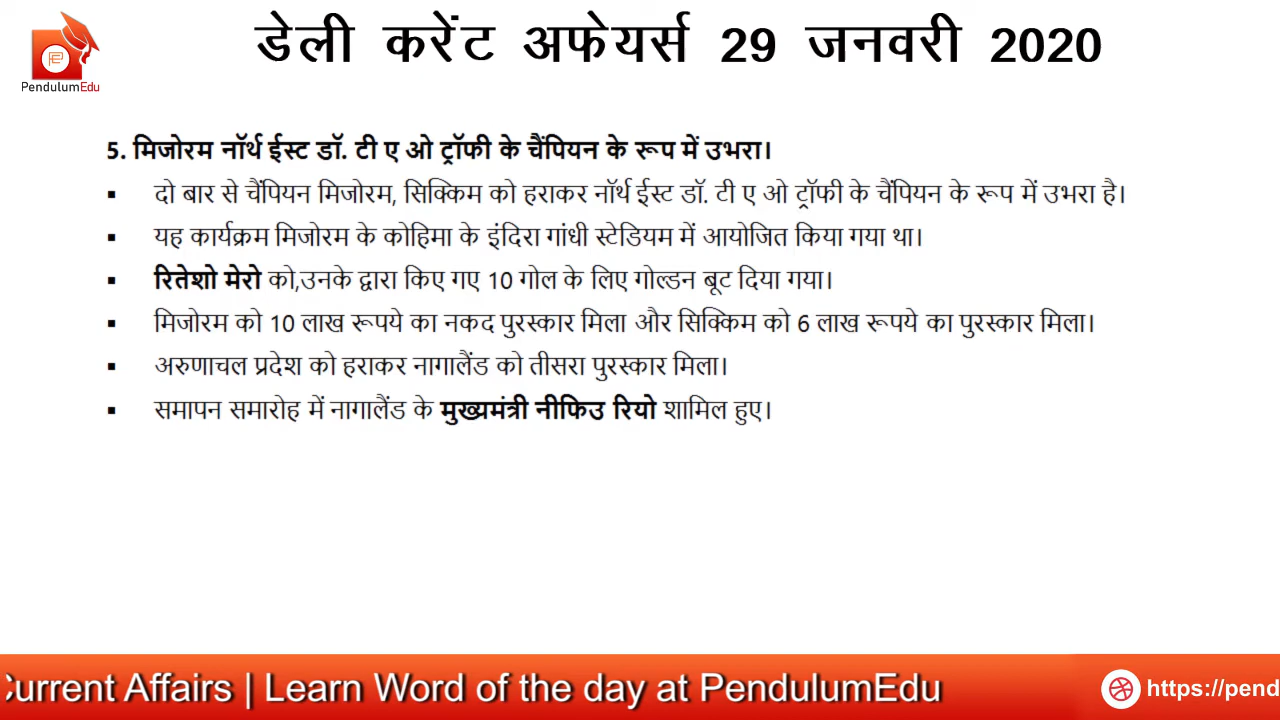 डेली करेंट अफेयर्स 29 जनवरी 2020
PendulumEdu
5. मिजोरम नॉर्थ ईस्ट डॉ. टी ए ओ ट्रॉफी के चैंपियन के रूप में उभरा।
▪ दो बार से चैंपियन मिजोरम, सिक्किम को हराकर नॉर्थ ईस्ट डॉ. टी ए ओ ट्रॉफी के चैंपियन के रूप में उभरा है।
▪ यह कार्यक्रम मिजोरम के कोहिमा के इंदिरा गांधी स्टेडियम में आयोजित किया गया था।
▪ रितेशो मेरो को,उनके द्वारा किए गए 10 गोल के लिए गोल्डन बूट दिया गया।
▪ मिजोरम को 10 लाख रूपये का नकद पुरस्कार मिला और सिक्किम को 6 लाख रूपये का पुरस्कार मिला।
▪ अरुणाचल प्रदेश को हराकर नागालैंड को तीसरा पुरस्कार मिला।
▪ समापन समारोह में नागालैंड के मुख्यमंत्री नीफिउ रियो शामिल हुए।
Current Affairs | Learn Word of the day at PendulumEdu
https://pend